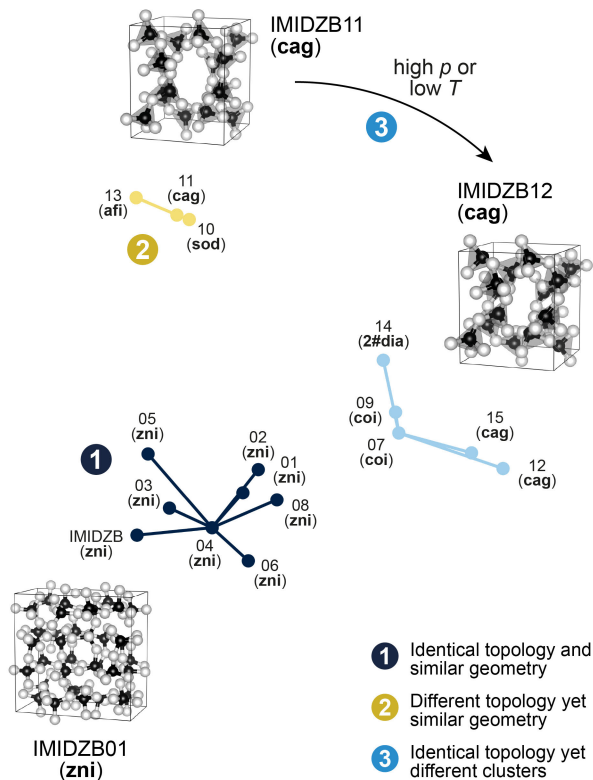 IMIDZB11
(cag)
high p or
low T
3
IMIDZB12
(cag)
13
(afi)
11
(cag)
10
(sod)
2
14
(2#dia)
09
(coi)
07
(coi)
15
(cag)
12
(cag)
1
05
(zni)
02
(zni)
01
(zni)
03
(zni)
08
(zni)
IMIDZB
(zni)
04
(zni)
06
(zni)
IMIDZB01
(zni)
1 Identical topology and
similar geometry
2 Different topology yet
similar geometry
3 Identical topology yet
different clusters